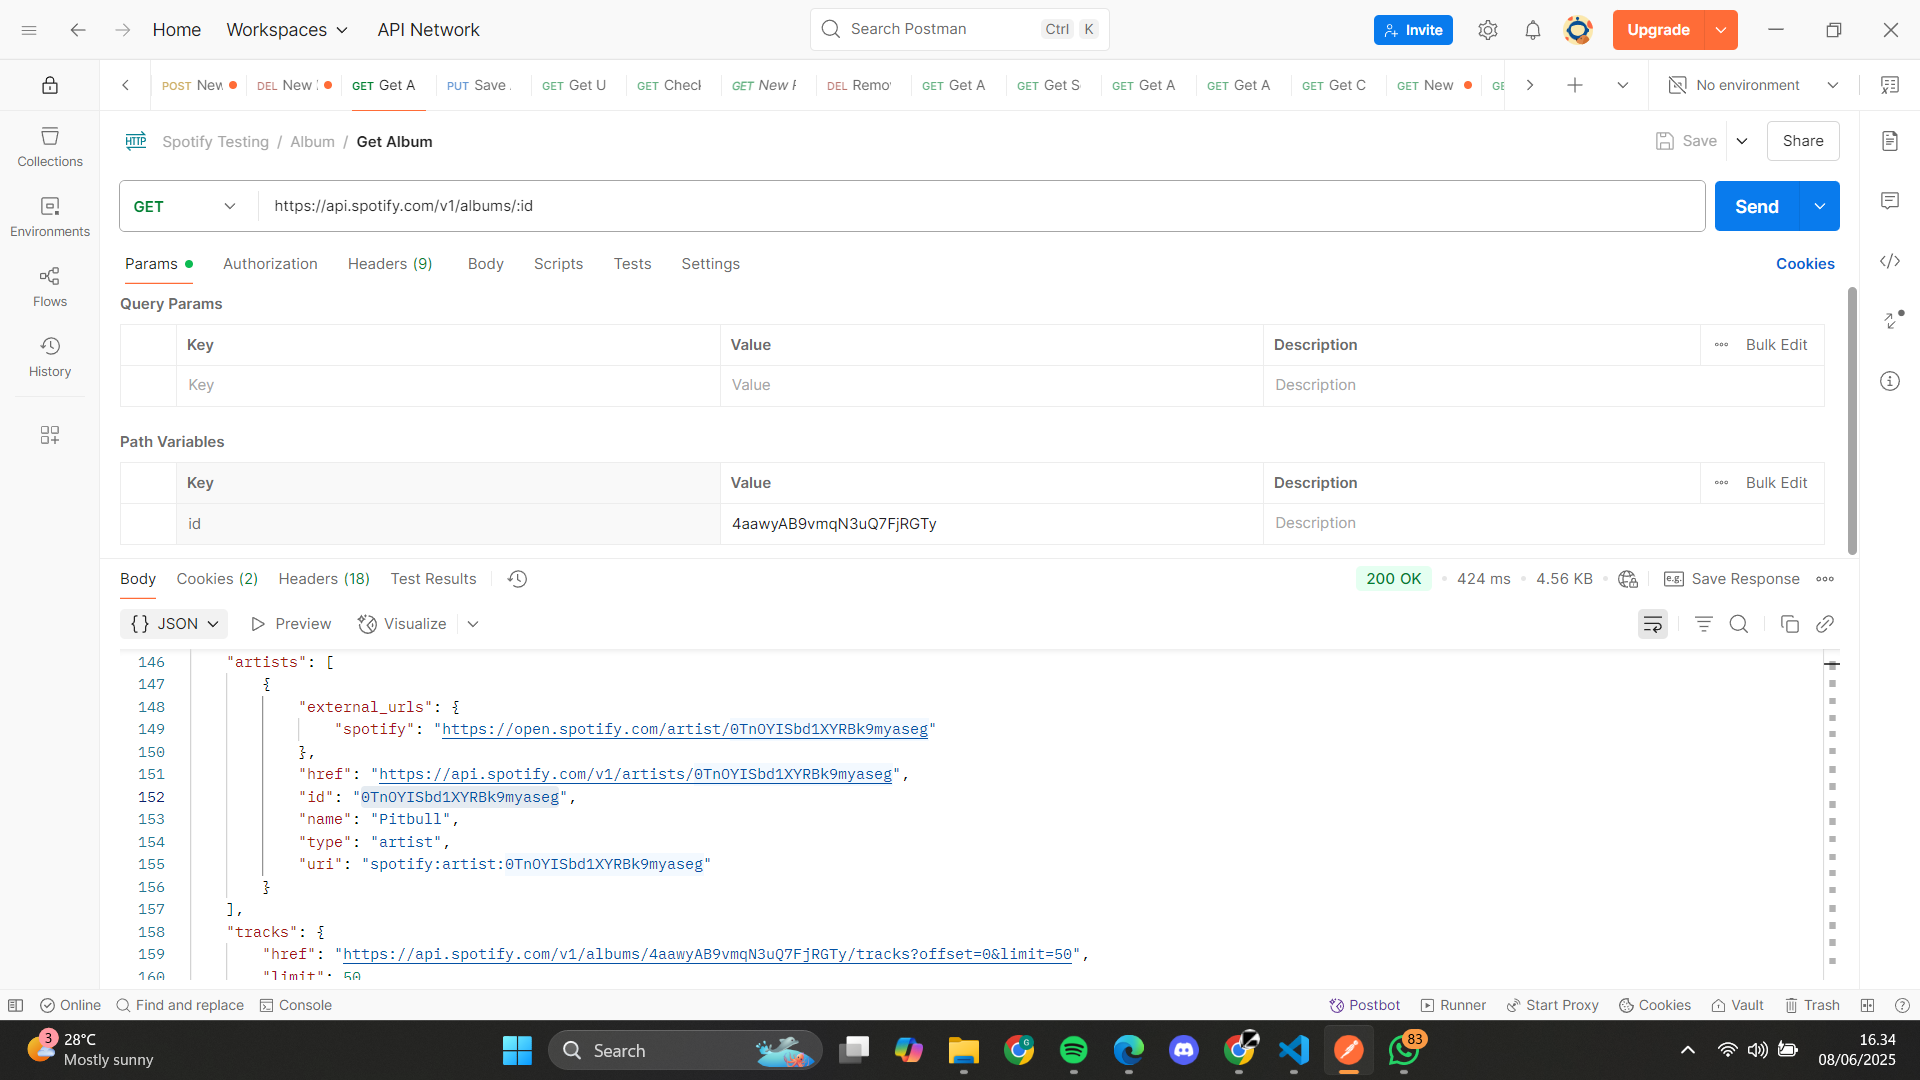 Home Workspaces API Network Search Postman Ctrl K Invite Upgrade
POST New DEL New GET Get A PUT Save GET Get U GET Check GET New DEL Remo GET Get A GET Get S GET Get A GET Get A GET Get C GET New GE No environment
HTTP Spotify Testing / Album / Get Album Save Share
Collections
Environments
Flows
History
GET https://api.spotify.com/v1/albums/:id Send
Params Authorization Headers (9) Body Scripts Tests Settings Cookies
Query Params
Key Value Description Bulk Edit
Key Value Description
Path Variables
Key Value Description Bulk Edit
id 4aawyAB9vmqN3uQ7FjRGTy Description
Body Cookies (2) Headers (18) Test Results 200 OK 424 ms 4.56 KB e.g. Save Response
{} JSON Preview Visualize
146 "artists": [
147 {
148 "external_urls": {
149 "spotify": "https://open.spotify.com/artist/0TnOYISbd1XYRBk9myaseg"
150 },
151 "href": "https://api.spotify.com/v1/artists/0TnOYISbd1XYRBk9myaseg",
152 "id": "0TnOYISbd1XYRBk9myaseg",
153 "name": "Pitbull",
154 "type": "artist",
155 "uri": "spotify:artist:0TnOYISbd1XYRBk9myaseg"
156 }
157 ],
158 "tracks": {
159 "href": "https://api.spotify.com/v1/albums/4aawyAB9vmqN3uQ7FjRGTy/tracks?offset=0&limit=50",
160 "limit": 50
Online Find and replace Console Postbot Runner Start Proxy Cookies Vault Trash
3 28°C
Mostly sunny
Search
G
83
16.34
08/06/2025